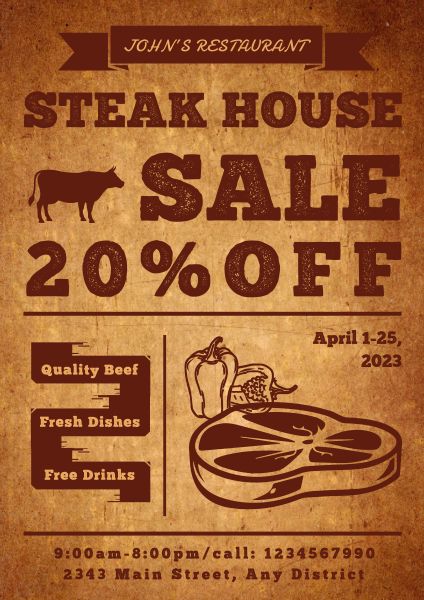 JOHN'S RESTAURANT
STEAK HOUSE
SALE
20%OFF
April 1-25,
2023
Quality Beef
Fresh Dishes
Free Drinks
9:00am-8:00pm/call: 1234567990
2343 Main Street, Any District